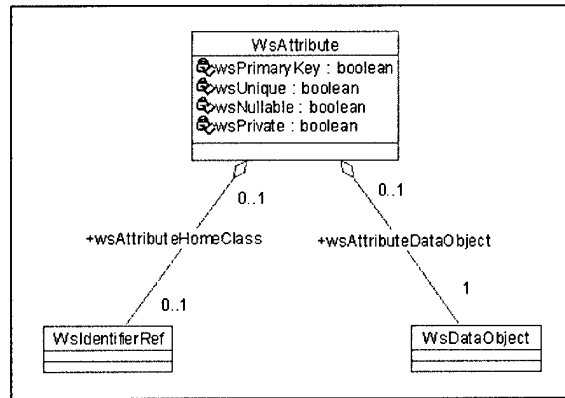 WsAttribute
wsPrimaryKey : boolean
wsUnique : boolean
wsNullable : boolean
wsPrivate : boolean
0..1
0..1
+wsAttributeHomeClass
+wsAttributeDataObject
0..1
1
WsIdentifierRef
WsDataObject